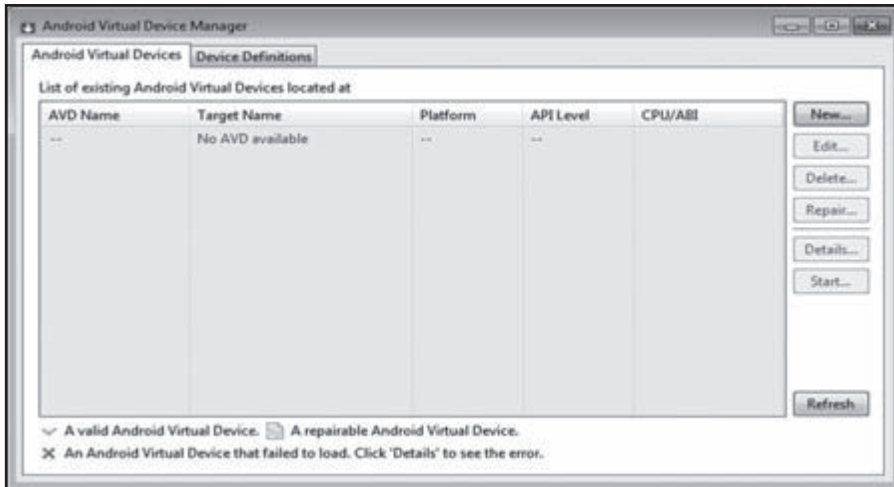 Android Virtual Device Manager
Android Virtual Devices Device Definitions
List of existing Android Virtual Devices located at
AVD Name Target Name Platform API Level CPU/ABI
-- No AVD available -- --
New...
Edit...
Delete...
Repair...
Details...
Start...
Refresh
A valid Android Virtual Device. A repairable Android Virtual Device.
An Android Virtual Device that failed to load. Click 'Details' to see the error.